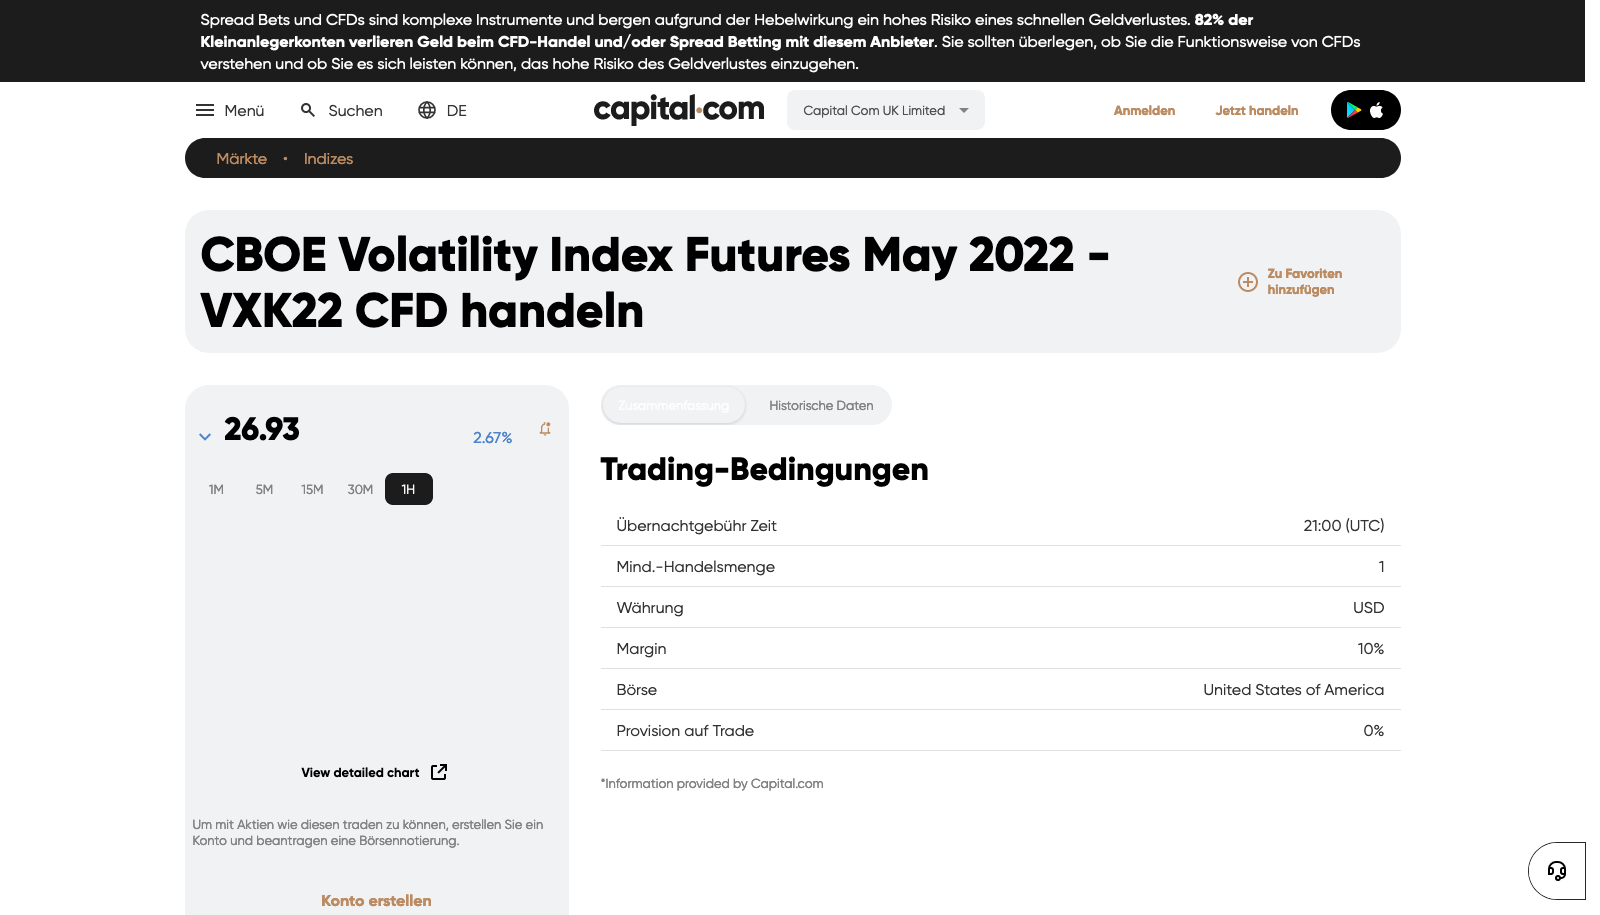 Spread Bets und CFDs sind komplexe Instrumente und bergen aufgrund der Hebelwirkung ein hohes Risiko eines schnellen Geldverlustes. 82% der
Kleinanlegerkonten verlieren Geld beim CFD-Handel und/oder Spread Betting mit diesem Anbieter. Sie sollten überlegen, ob Sie die Funktionsweise von CFDs
verstehen und ob Sie es sich leisten können, das hohe Risiko des Geldverlustes einzugehen.
Menü Suchen DE capital.com Capital Com UK Limited Anmelden Jetzt handeln
Märkte • Indizes
CBOE Volatility Index Futures May 2022 -
VXK22 CFD handeln
Zu Favoriten
hinzufügen
26.93 2.67%
1M 5M 15M 30M 1H
View detailed chart
Um mit Aktien wie diesen traden zu können, erstellen Sie ein
Konto und beantragen eine Börsennotierung.
Konto erstellen
Zusammenfassung Historische Daten
Trading-Bedingungen
Übernachtgebühr Zeit 21:00 (UTC)
Mind.-Handelsmenge 1
Währung USD
Margin 10%
Börse United States of America
Provision auf Trade 0%
*Information provided by Capital.com